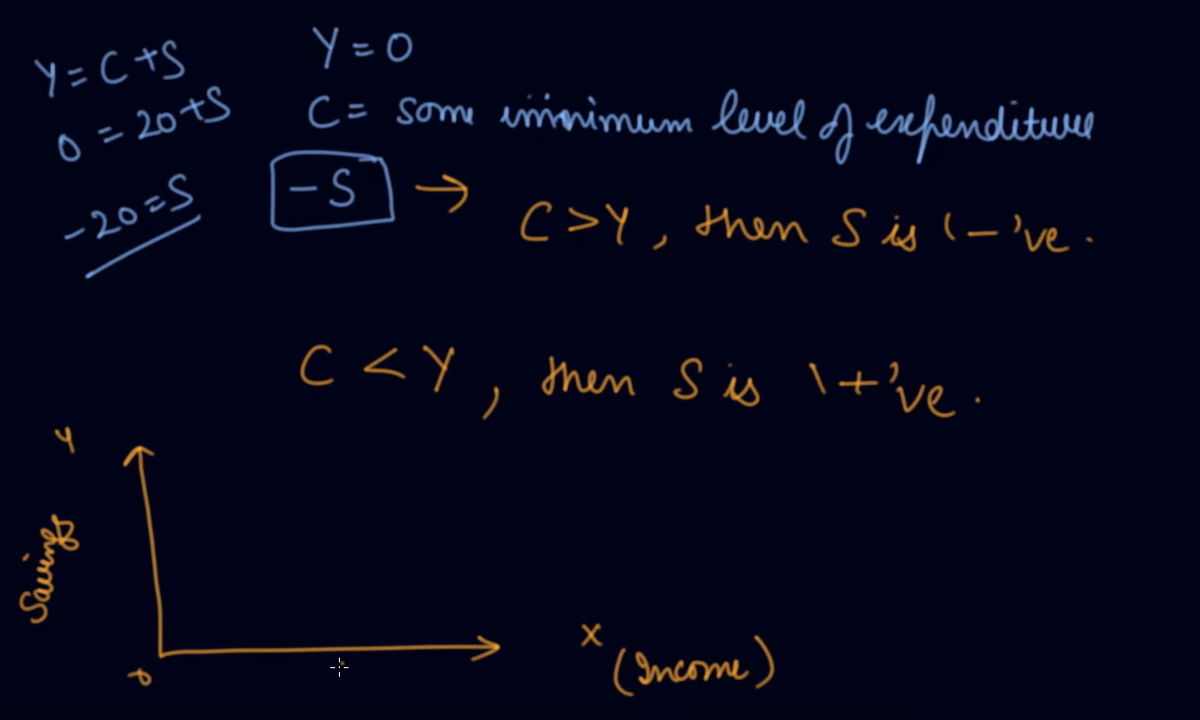 Y = C + S
0 = 20 + S
-20 = S
Y = 0
C = some minimum level of expenditure
- S → C > Y, then S is '-'ve.
C < Y, then S is '+'ve.
Y
Savings
0
X
(Income)